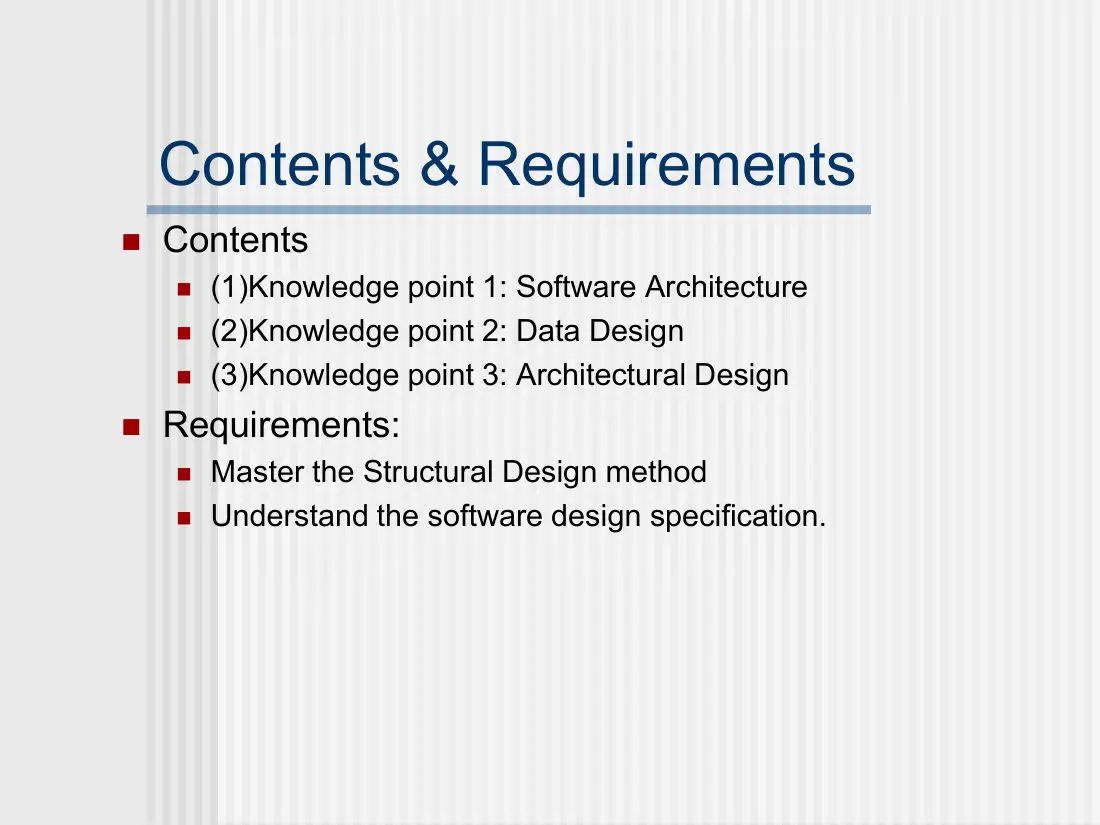 Contents & Requirements
Contents
(1)Knowledge point 1: Software Architecture
(2)Knowledge point 2: Data Design
(3)Knowledge point 3: Architectural Design
Requirements:
Master the Structural Design method
Understand the software design specification.